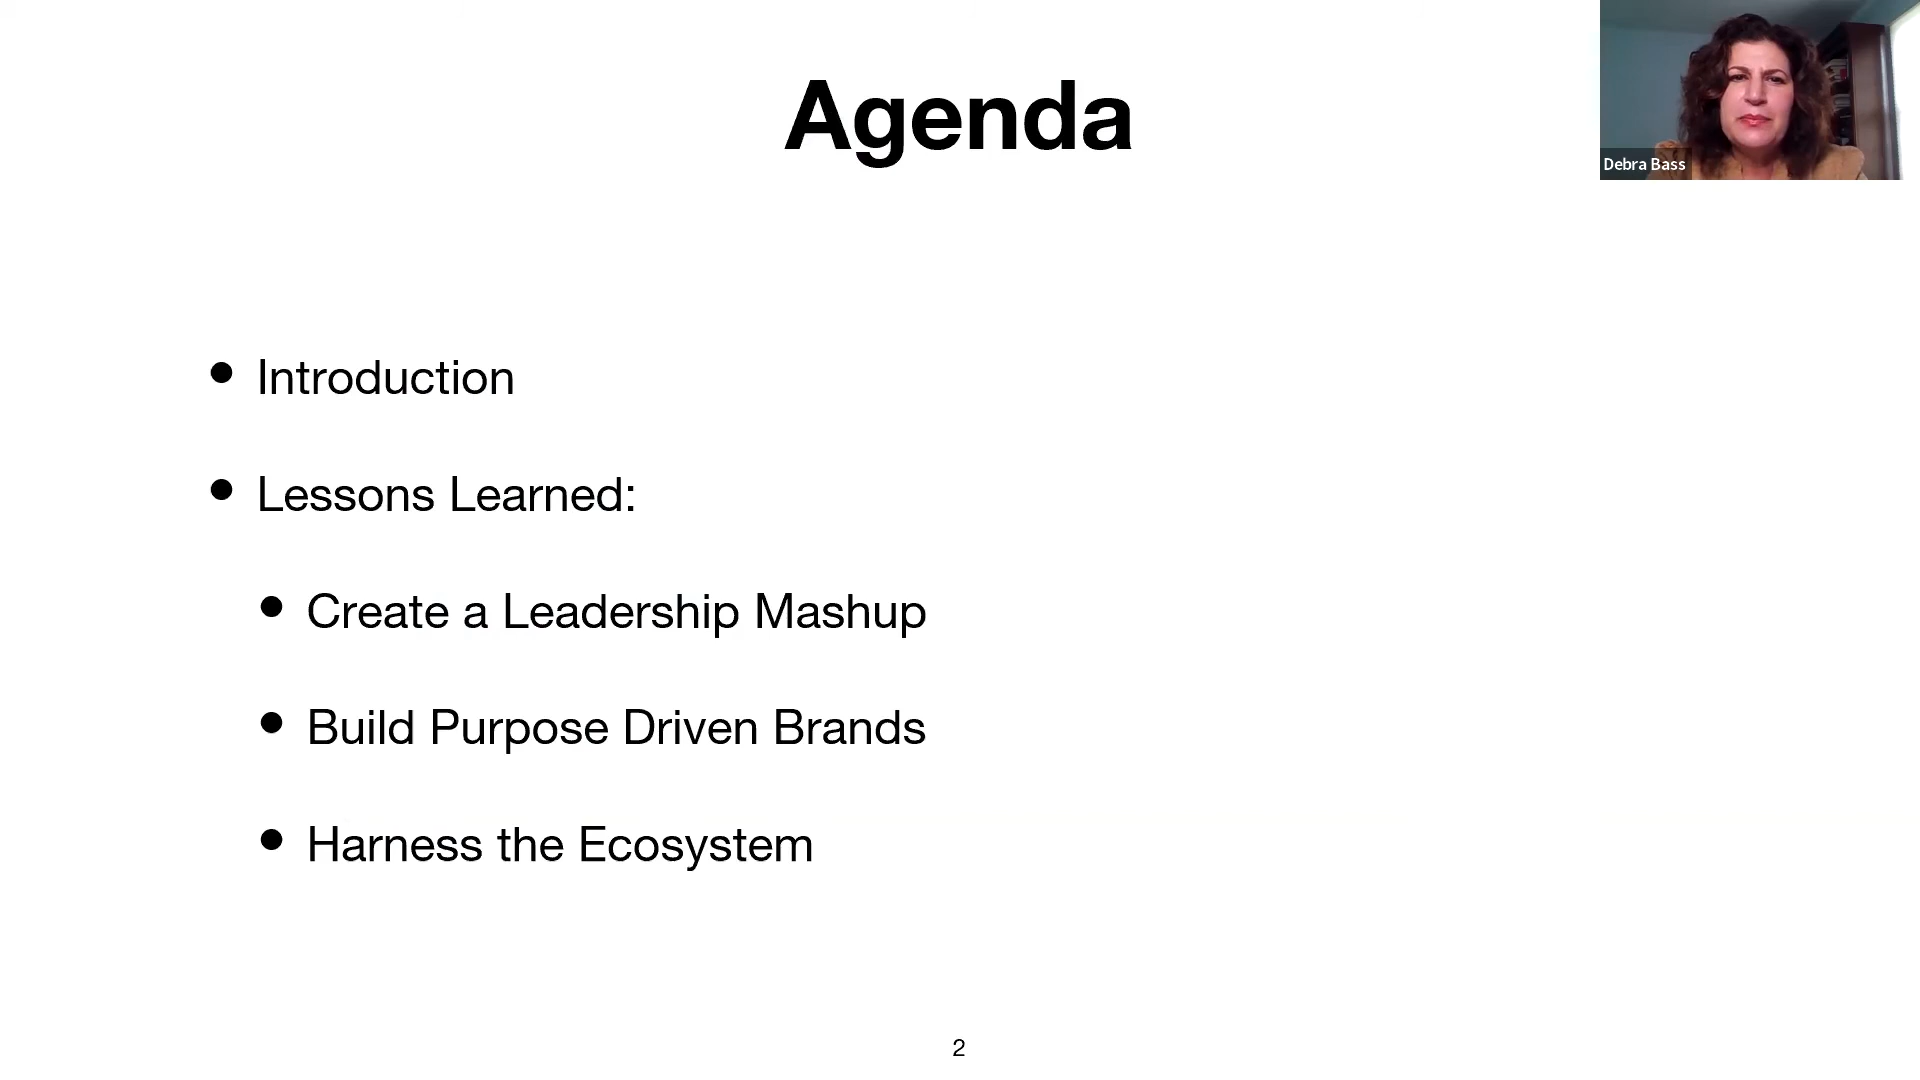 Agenda
Debra Bass
• Introduction
• Lessons Learned:
• Create a Leadership Mashup
• Build Purpose Driven Brands
• Harness the Ecosystem
2